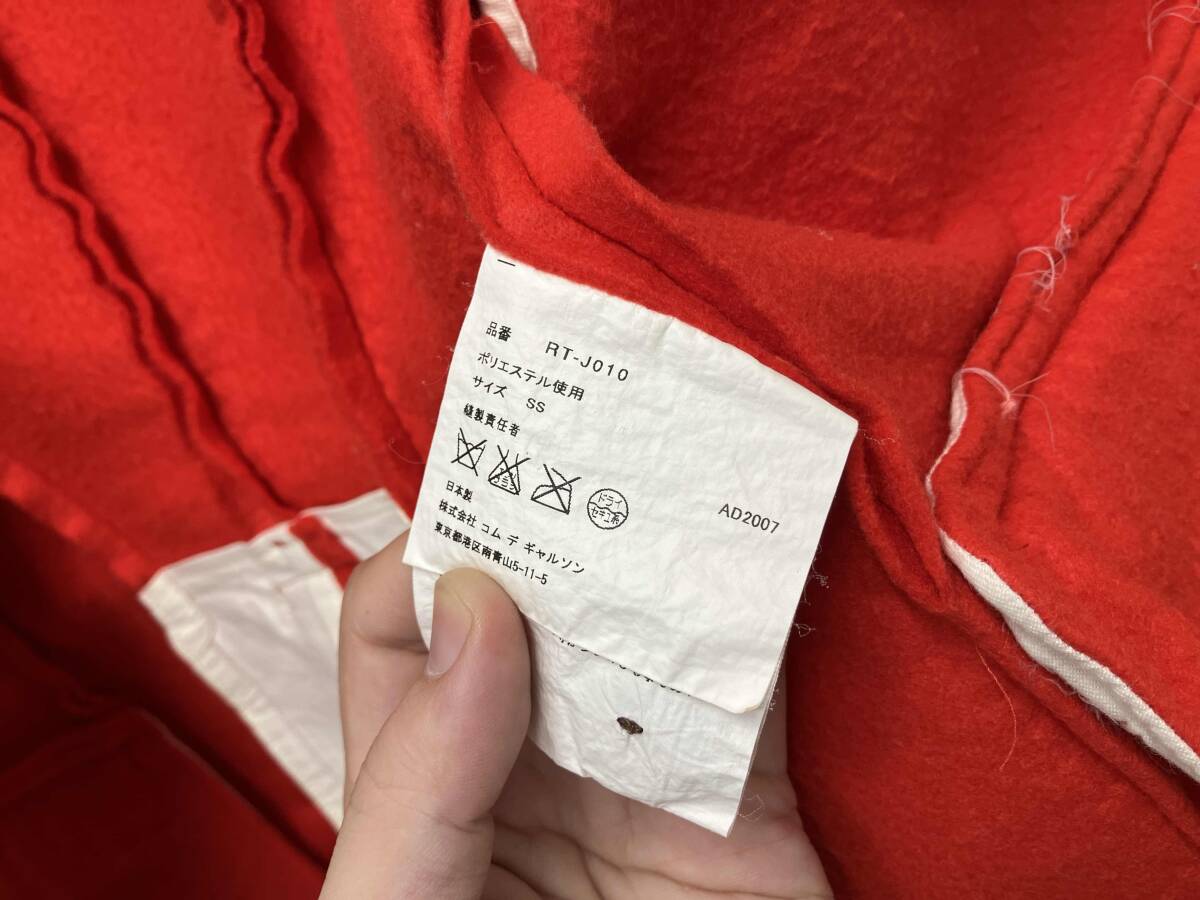 品番 RT-J010
ポリエステル使用
サイズ SS
縫製責任者
ドライ
セキユ系
日本製
AD2007
株式会社 コム デ ギャルソン
東京都港区南青山5-11-5